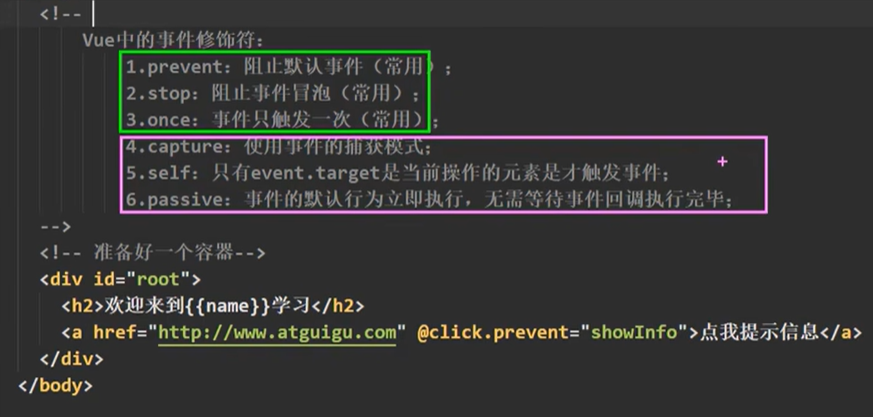 <!--
Vue中的事件修饰符：
1.prevent：阻止默认事件（常用）；
2.stop：阻止事件冒泡（常用）；
3.once：事件只触发一次（常用）；
4.capture：使用事件的捕获模式；
5.self：只有event.target是当前操作的元素是才触发事件；
6.passive：事件的默认行为立即执行，无需等待事件回调执行完毕；
-->
<!-- 准备好一个容器-->
<div id="root">
<h2>欢迎来到{{name}}学习</h2>
<a href="http://www.atguigu.com" @click.prevent="showInfo">点我提示信息</a>
</div>
</body>